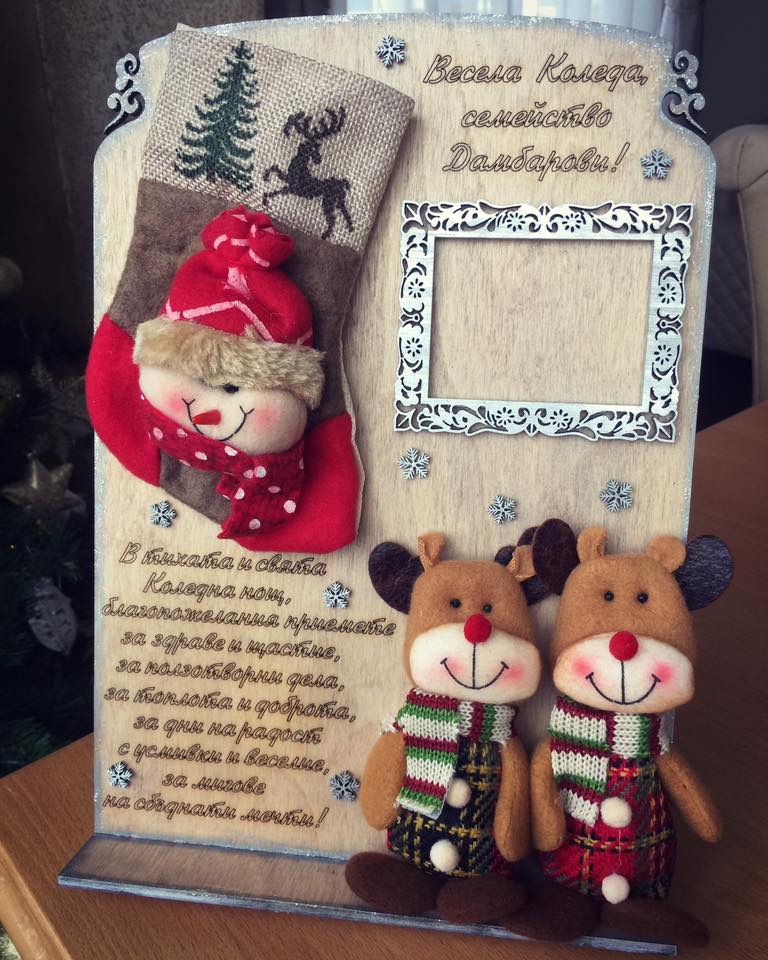 Весела Коледа,
семейство
Дамбарови!
В тихата и свята
Коледна нощ,
благопожелания приемете
за здраве и щастие,
за ползотворни дела,
за топлота и доброта,
за дни на радост
с усмивки и веселие,
за мигове
на сбъднати мечти!